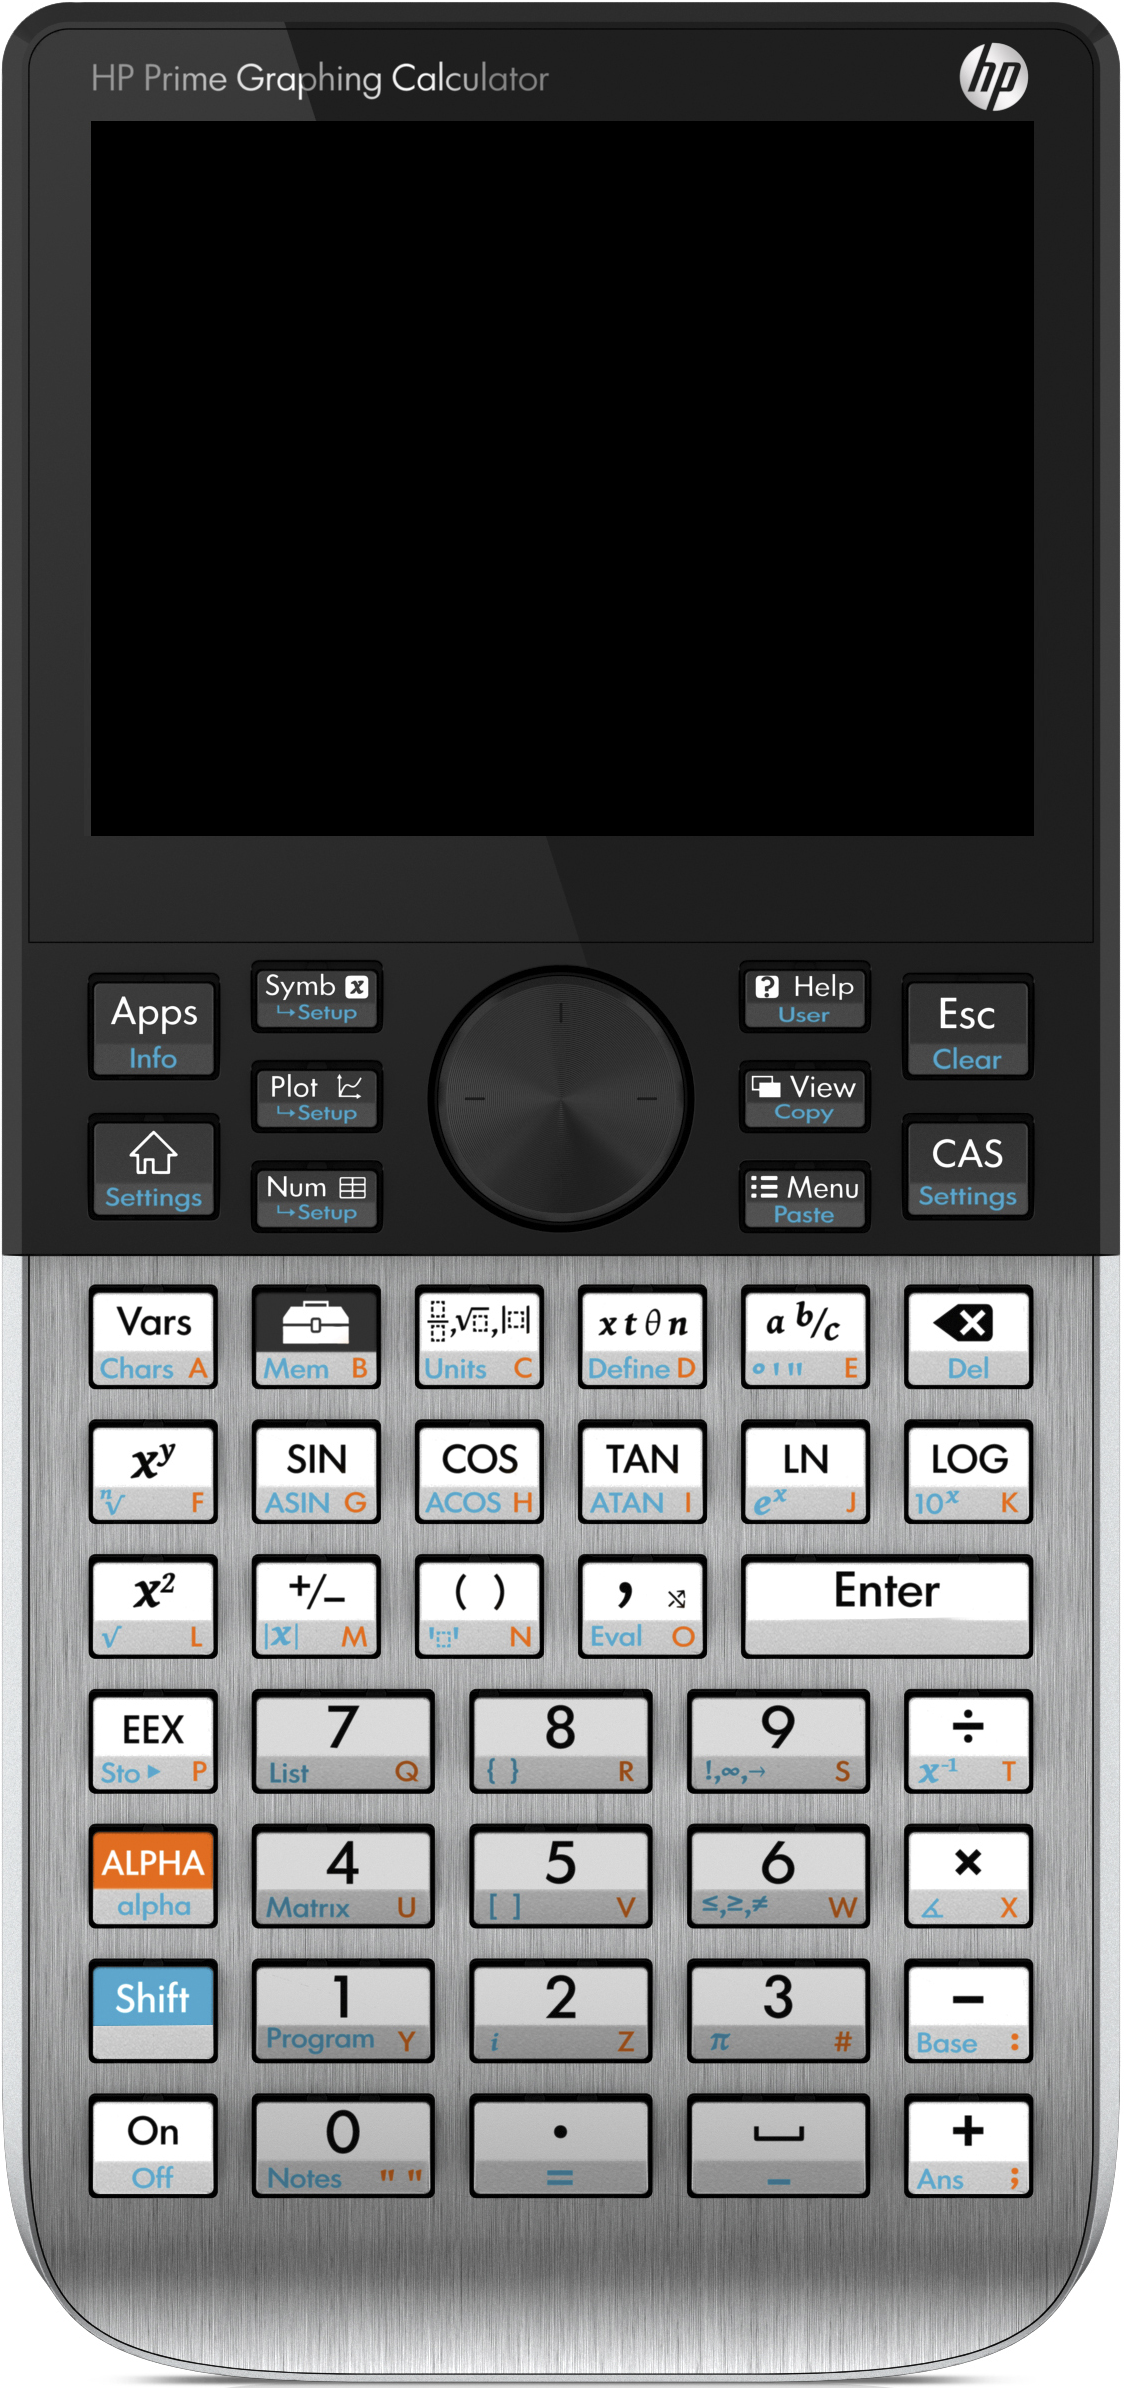 HP Prime Graphing Calculator hp
Apps Symb x Help Esc
Info ↳Setup User Clear
Plot View
↳Setup Copy
CAS
Settings Num Menu Settings
↳Setup Paste
Vars ,√,|| x t θ n a b/c
Chars A Mem B Units C Define D ° ' " E Del
xʸ SIN COS TAN LN LOG
ⁿ√ F ASIN G ACOS H ATAN I eˣ J 10ˣ K
x² +/− ( ) , Enter
√ L |x| M '' N Eval O
EEX 7 8 9 ÷
Sto ▶ P List Q { } R !,∞,→ S x⁻¹ T
ALPHA 4 5 6 ×
alpha Matrix U [ ] V ≤,≥,≠ W ∡ X
Shift 1 2 3 −
Program Y i Z π # Base :
On 0 . ⎵ +
Off Notes " " = _ Ans ;